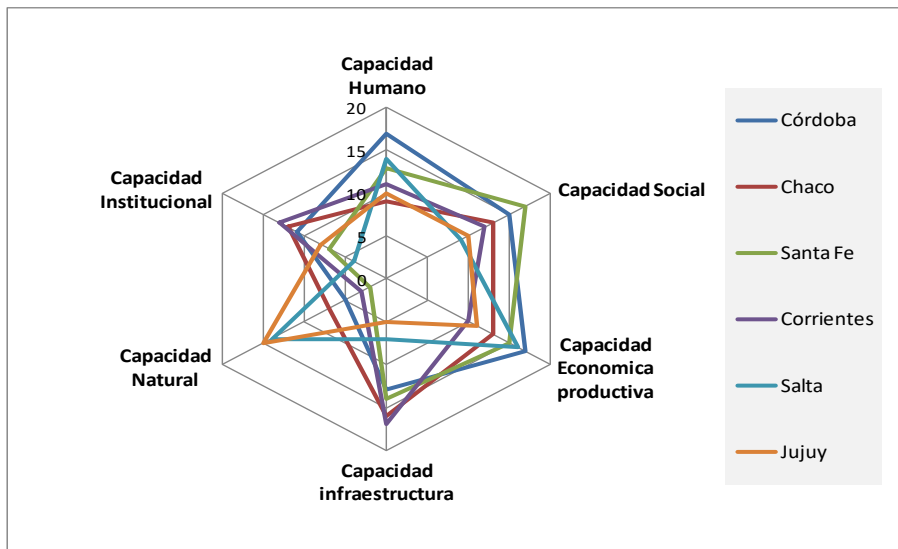 Capacidad
Humano
20
15
10
5
0
Capacidad Social
Capacidad
Economica
productiva
Capacidad
infraestructura
Capacidad
Natural
Capacidad
Institucional
Córdoba
Chaco
Santa Fe
Corrientes
Salta
Jujuy